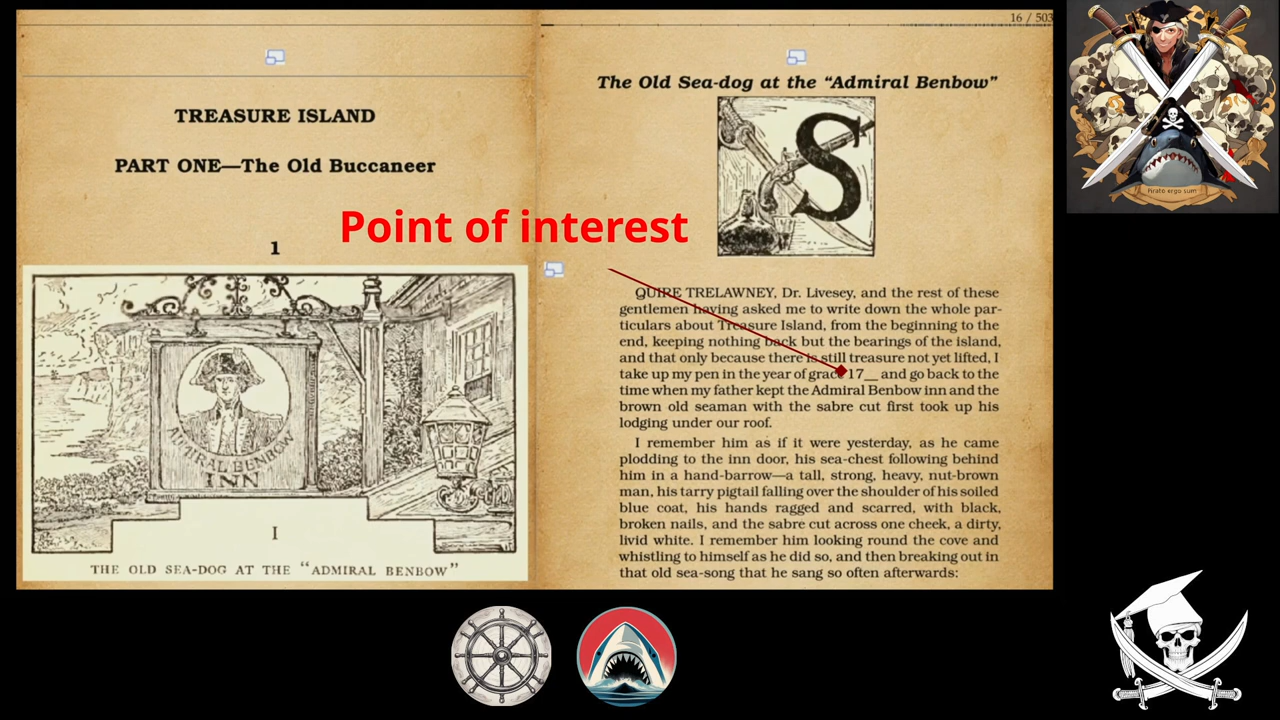 16 / 503
TREASURE ISLAND
PART ONE—The Old Buccaneer
1
ADMIRAL BENBOW
INN
I
THE OLD SEA-DOG AT THE "ADMIRAL BENBOW"
Point of interest
The Old Sea-dog at the “Admiral Benbow”
S
QUIRE TRELAWNEY, Dr. Livesey, and the rest of these
gentlemen having asked me to write down the whole par-
ticulars about Treasure Island, from the beginning to the
end, keeping nothing back but the bearings of the island,
and that only because there is still treasure not yet lifted, I
take up my pen in the year of grace 17__ and go back to the
time when my father kept the Admiral Benbow inn and the
brown old seaman with the sabre cut first took up his
lodging under our roof.
I remember him as if it were yesterday, as he came
plodding to the inn door, his sea-chest following behind
him in a hand-barrow—a tall, strong, heavy, nut-brown
man, his tarry pigtail falling over the shoulder of his soiled
blue coat, his hands ragged and scarred, with black,
broken nails, and the sabre cut across one cheek, a dirty,
livid white. I remember him looking round the cove and
whistling to himself as he did so, and then breaking out in
that old sea-song that he sang so often afterwards:
Pirato ergo sum